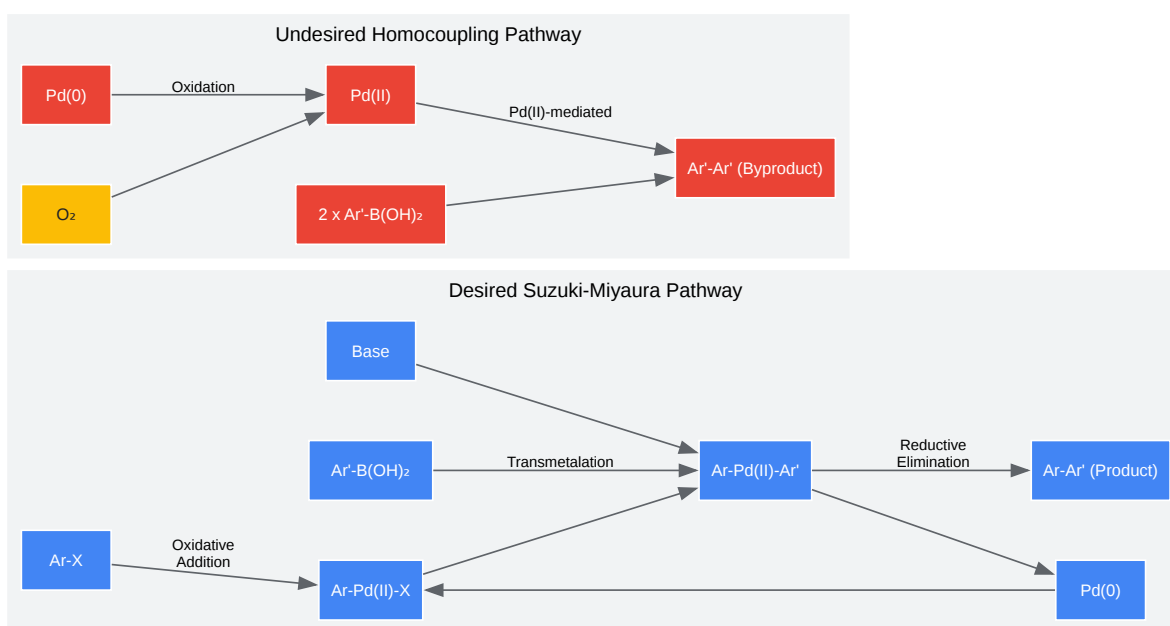 Undesired Homocoupling Pathway
Pd(0)
Oxidation
Pd(II)
Pd(II)-mediated
Ar'-Ar' (Byproduct)
O₂
2 x Ar'-B(OH)₂
Desired Suzuki-Miyaura Pathway
Base
Ar'-B(OH)₂
Transmetalation
Ar-Pd(II)-Ar'
Reductive
Elimination
Ar-Ar' (Product)
Ar-X
Oxidative
Addition
Ar-Pd(II)-X
Pd(0)